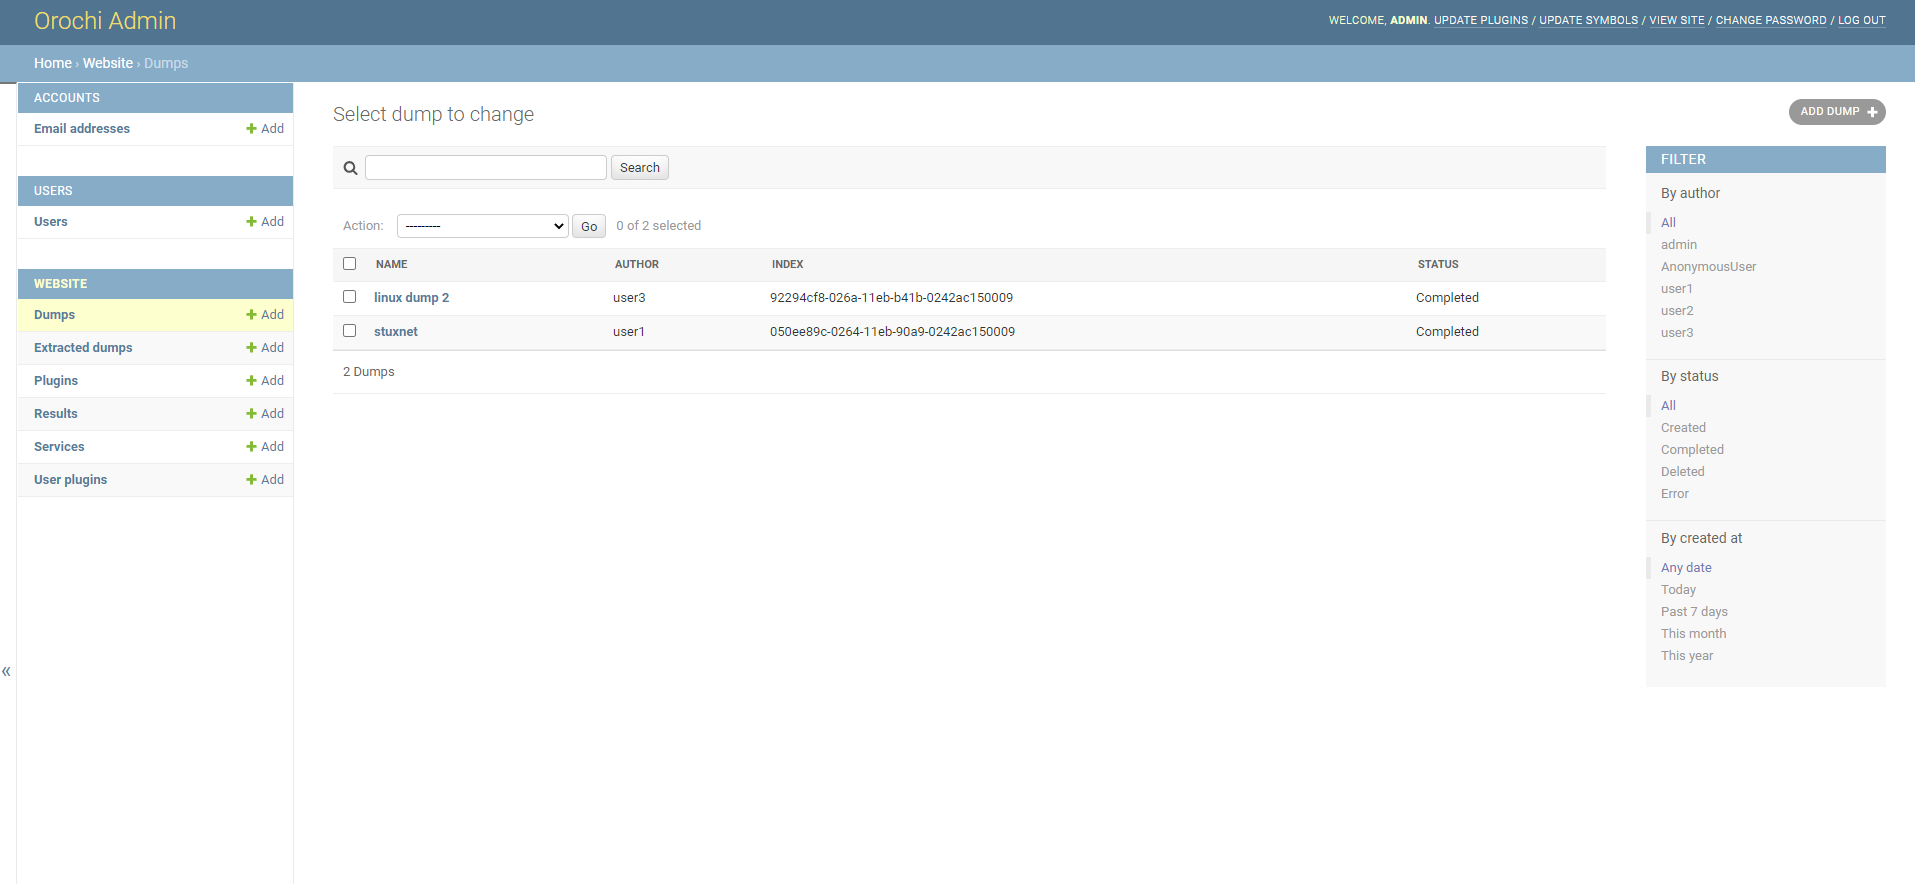 Orochi Admin
WELCOME, ADMIN. UPDATE PLUGINS / UPDATE SYMBOLS / VIEW SITE / CHANGE PASSWORD / LOG OUT
Home › Website › Dumps
ACCOUNTS
Email addresses + Add
USERS
Users + Add
WEBSITE
Dumps + Add
Extracted dumps + Add
Plugins + Add
Results + Add
Services + Add
User plugins + Add
«
Select dump to change
ADD DUMP +
Search
Action: --------- Go 0 of 2 selected
NAME AUTHOR INDEX STATUS
linux dump 2 user3 92294cf8-026a-11eb-b41b-0242ac150009 Completed
stuxnet user1 050ee89c-0264-11eb-90a9-0242ac150009 Completed
2 Dumps
FILTER
By author
All
admin
AnonymousUser
user1
user2
user3
By status
All
Created
Completed
Deleted
Error
By created at
Any date
Today
Past 7 days
This month
This year